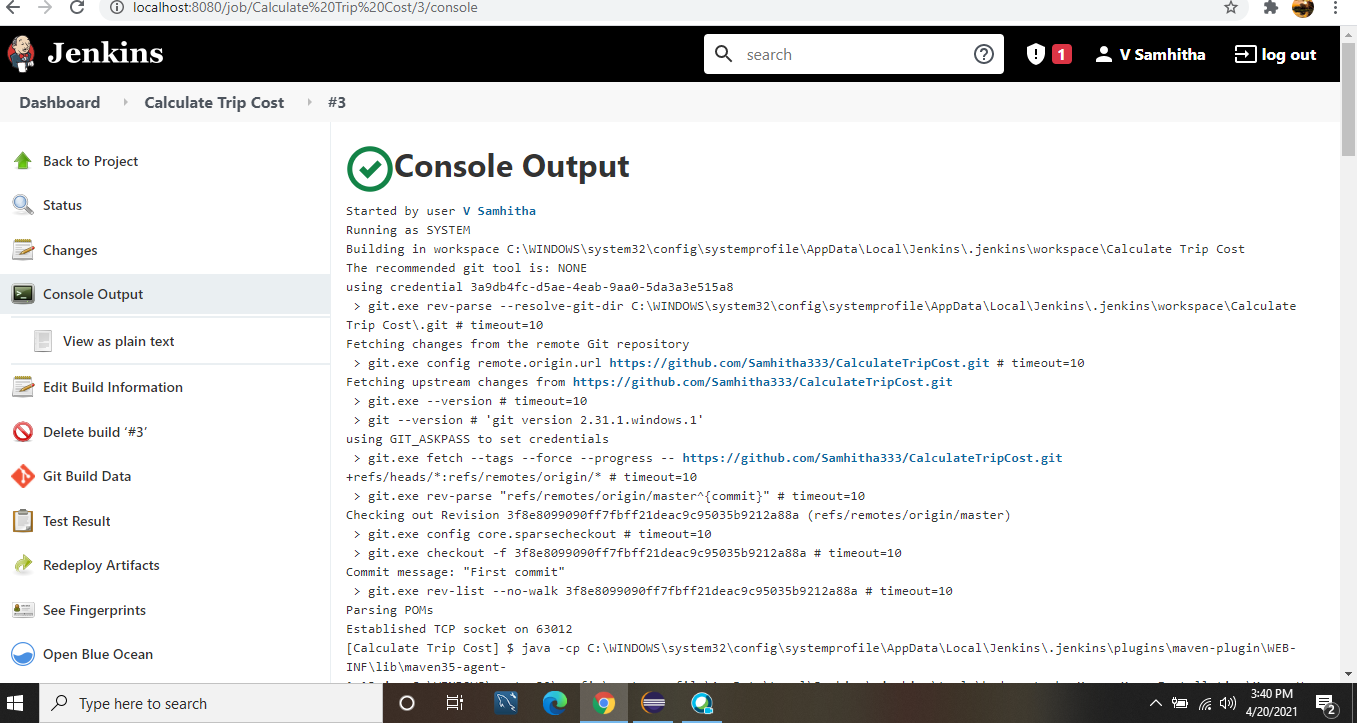 localhost:8080/job/Calculate%20Trip%20Cost/3/console
Jenkins
search
1
V Samhitha
log out
Dashboard
Calculate Trip Cost
#3
Back to Project
Status
Changes
Console Output
View as plain text
Edit Build Information
Delete build ‘#3’
Git Build Data
Test Result
Redeploy Artifacts
See Fingerprints
Open Blue Ocean
Console Output
Started by user V Samhitha
Running as SYSTEM
Building in workspace C:\WINDOWS\system32\config\systemprofile\AppData\Local\Jenkins\.jenkins\workspace\Calculate Trip Cost
The recommended git tool is: NONE
using credential 3a9db4fc-d5ae-4eab-9aa0-5da3a3e515a8
> git.exe rev-parse --resolve-git-dir C:\WINDOWS\system32\config\systemprofile\AppData\Local\Jenkins\.jenkins\workspace\Calculate
Trip Cost\.git # timeout=10
Fetching changes from the remote Git repository
> git.exe config remote.origin.url https://github.com/Samhitha333/CalculateTripCost.git # timeout=10
Fetching upstream changes from https://github.com/Samhitha333/CalculateTripCost.git
> git.exe --version # timeout=10
> git --version # 'git version 2.31.1.windows.1'
using GIT_ASKPASS to set credentials
> git.exe fetch --tags --force --progress -- https://github.com/Samhitha333/CalculateTripCost.git
+refs/heads/*:refs/remotes/origin/* # timeout=10
> git.exe rev-parse "refs/remotes/origin/master^{commit}" # timeout=10
Checking out Revision 3f8e8099090ff7fbff21deac9c95035b9212a88a (refs/remotes/origin/master)
> git.exe config core.sparsecheckout # timeout=10
> git.exe checkout -f 3f8e8099090ff7fbff21deac9c95035b9212a88a # timeout=10
Commit message: "First commit"
> git.exe rev-list --no-walk 3f8e8099090ff7fbff21deac9c95035b9212a88a # timeout=10
Parsing POMs
Established TCP socket on 63012
[Calculate Trip Cost] $ java -cp C:\WINDOWS\system32\config\systemprofile\AppData\Local\Jenkins\.jenkins\plugins\maven-plugin\WEB-
INF\lib\maven35-agent-
Type here to search
3:40 PM
4/20/2021
2